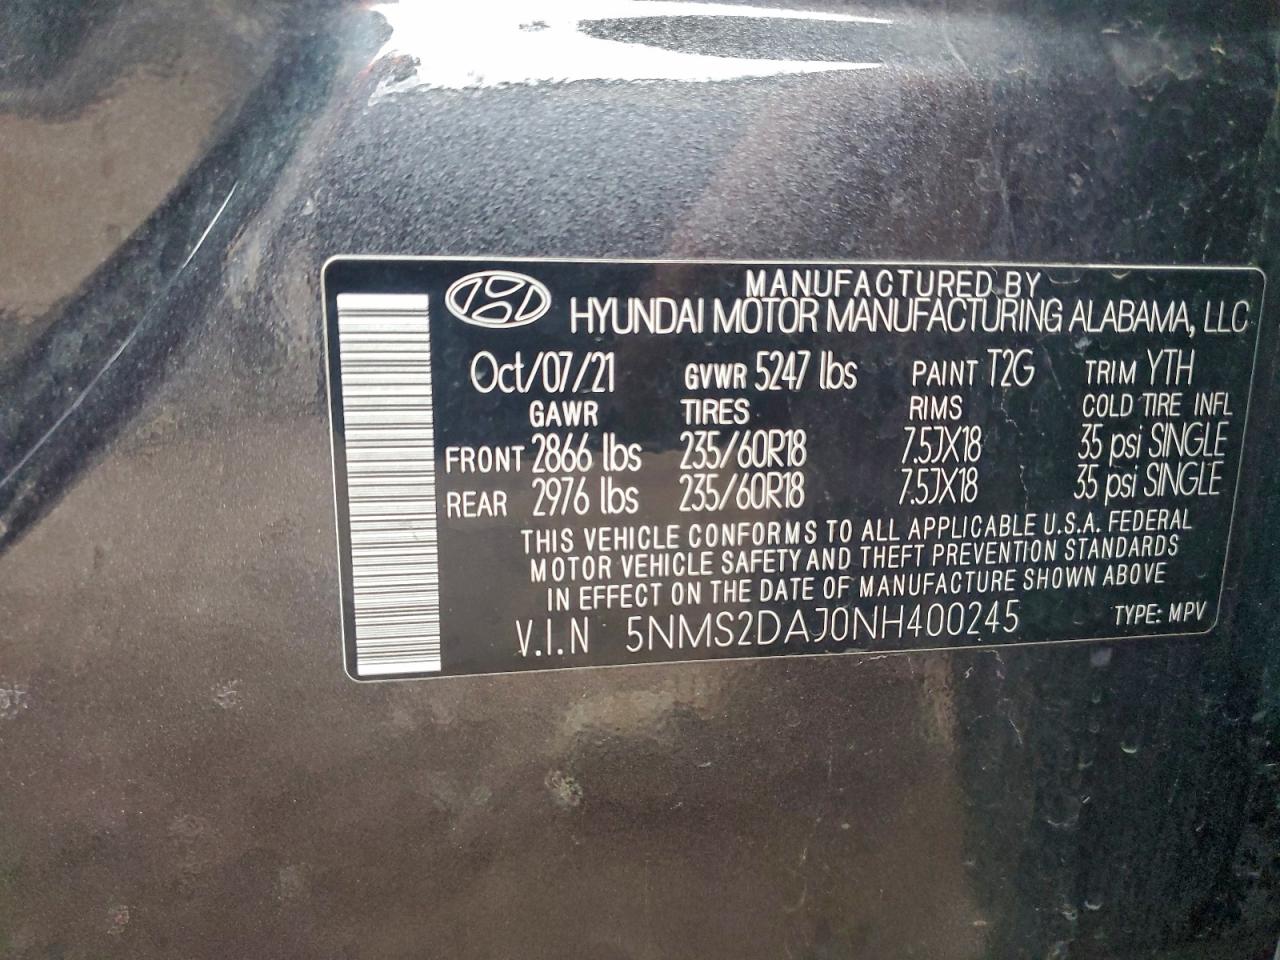 MANUFACTURED BY
HYUNDAI MOTOR MANUFACTURING ALABAMA, LLC
Oct/07/21 GVWR 5247 lbs PAINT T2G TRIM YTH
GAWR TIRES RIMS COLD TIRE INFL
FRONT 2866 lbs 235/60R18 7.5JX18 35 psi SINGLE
REAR 2976 lbs 235/60R18 7.5JX18 35 psi SINGLE
THIS VEHICLE CONFORMS TO ALL APPLICABLE U.S.A. FEDERAL
MOTOR VEHICLE SAFETY AND THEFT PREVENTION STANDARDS
IN EFFECT ON THE DATE OF MANUFACTURE SHOWN ABOVE
V.I.N 5NMS2DAJ0NH400245 TYPE: MPV